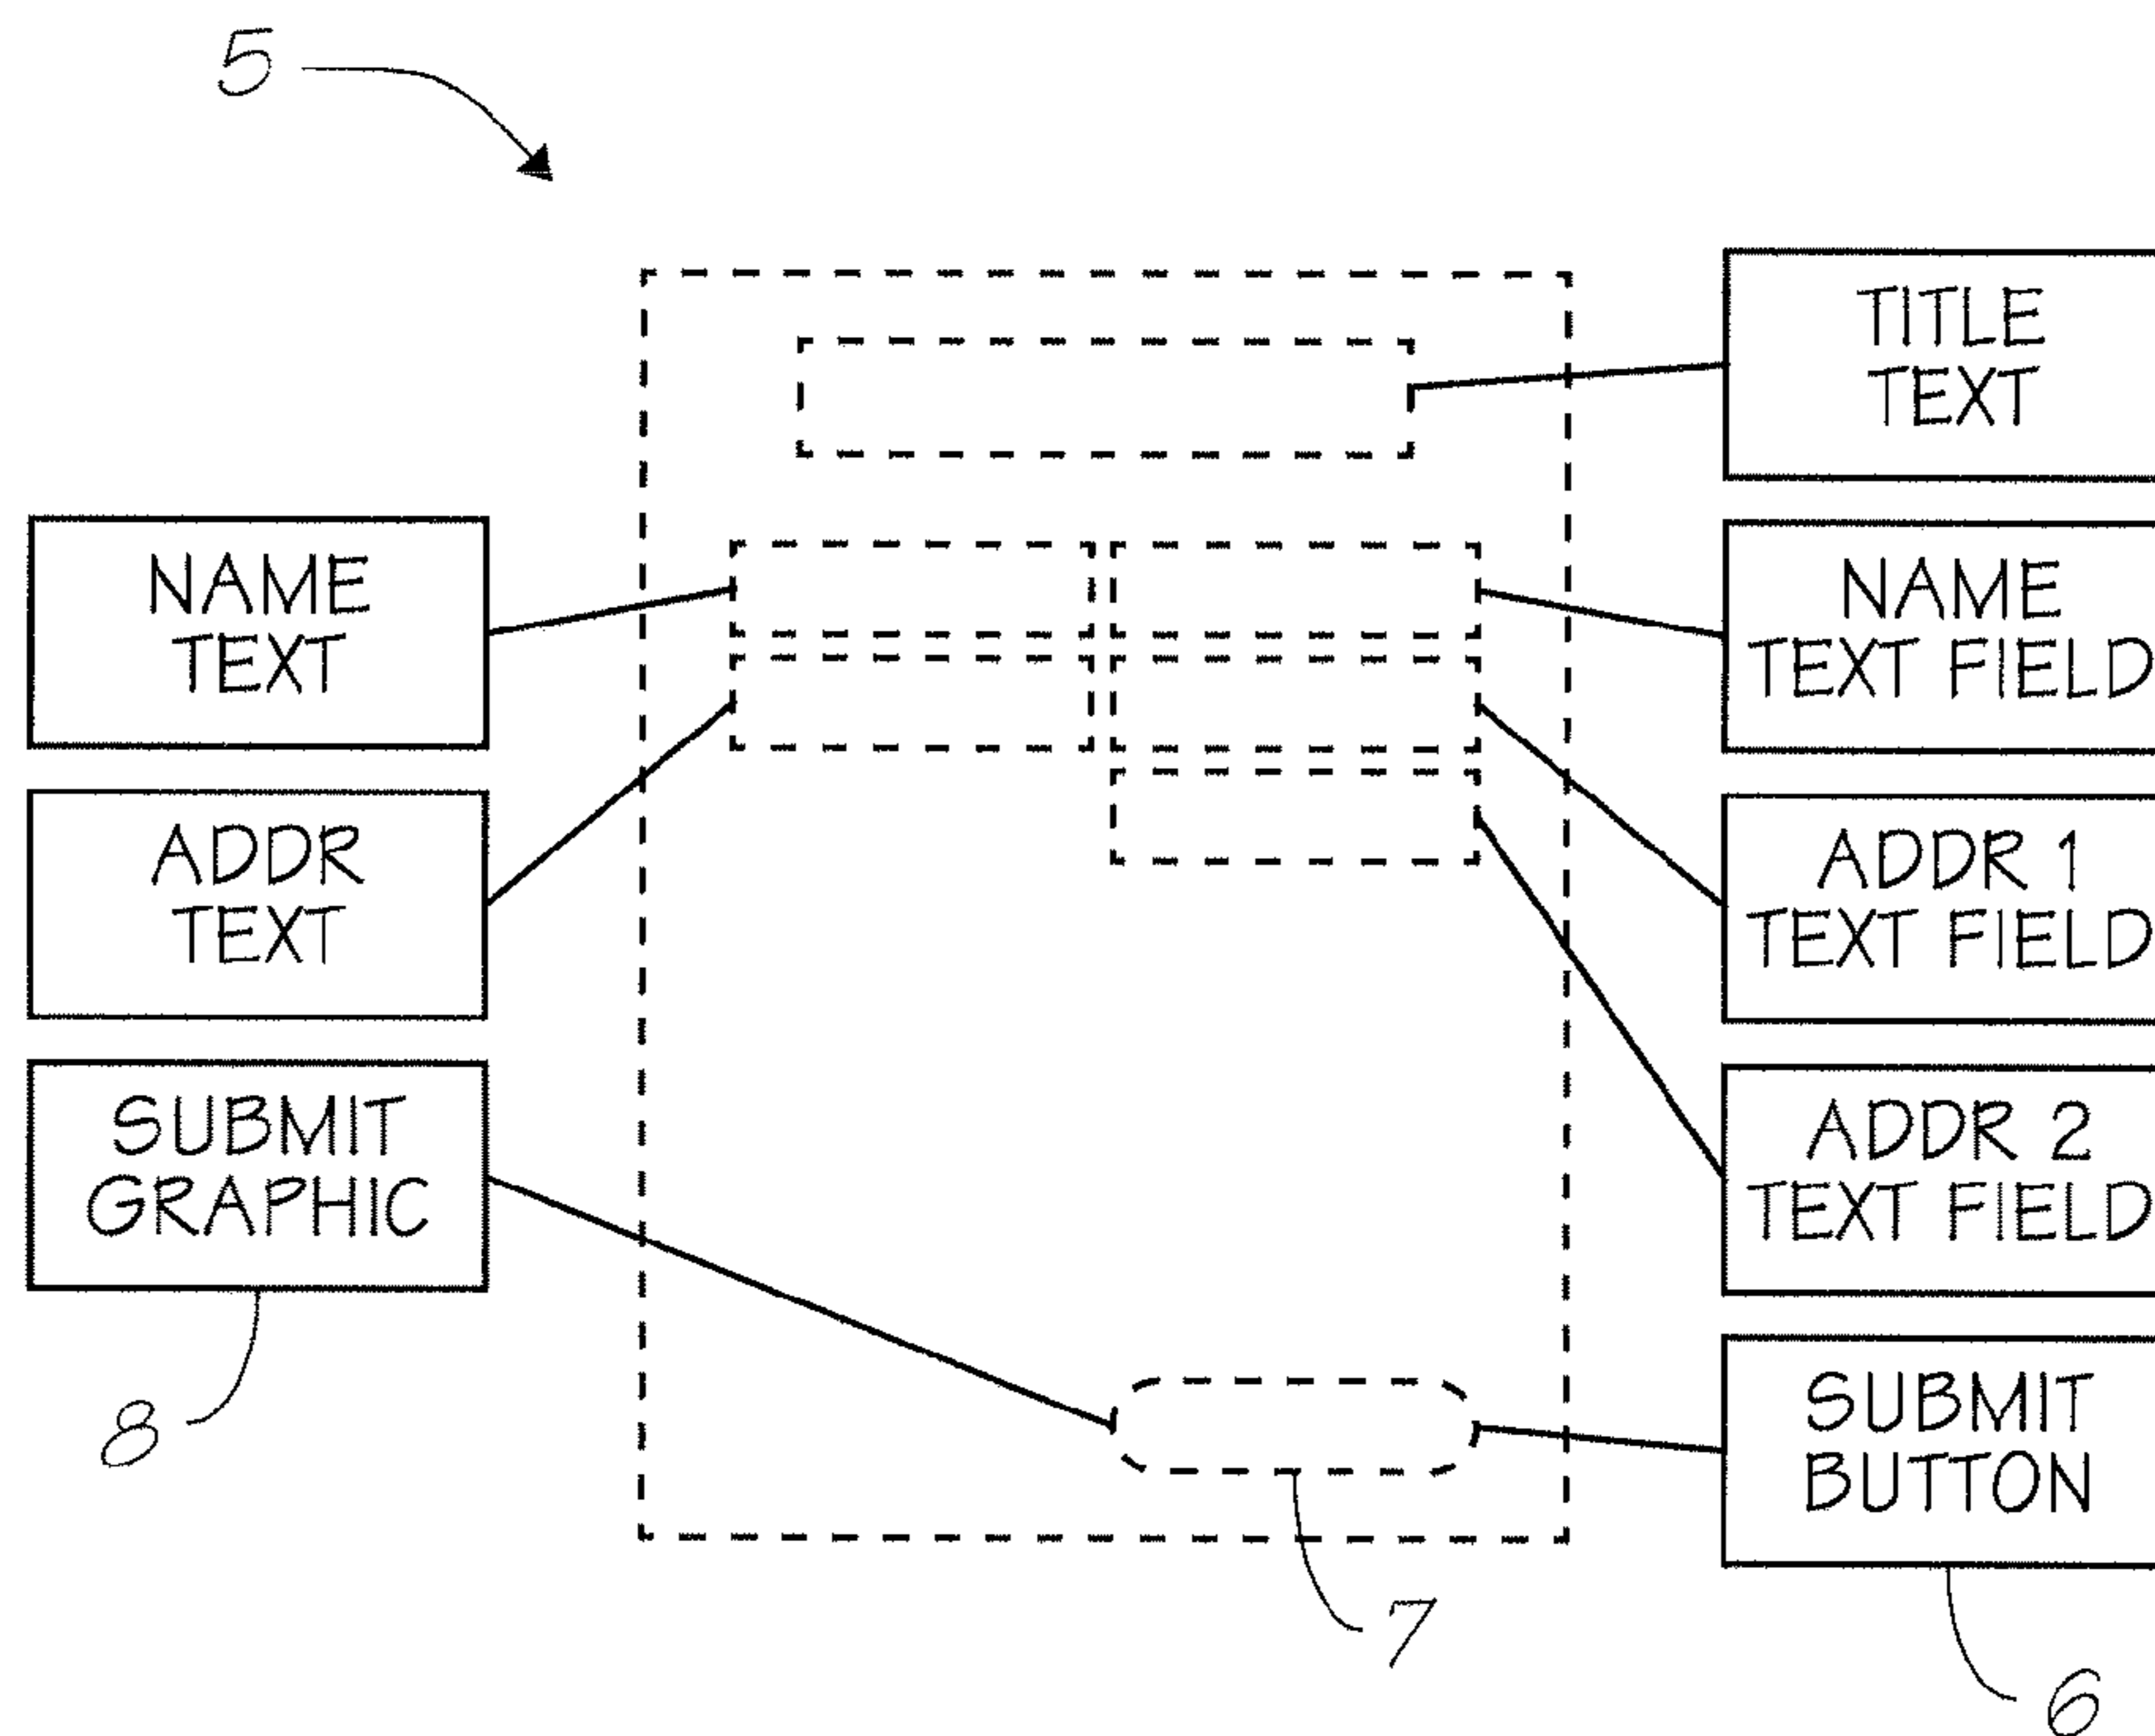 5
TITLE
TEXT
NAME
TEXT
NAME
TEXT FIELD
ADDR
TEXT
ADDR 1
TEXT FIELD
SUBMIT
GRAPHIC
ADDR 2
TEXT FIELD
8
SUBMIT
BUTTON
7
6